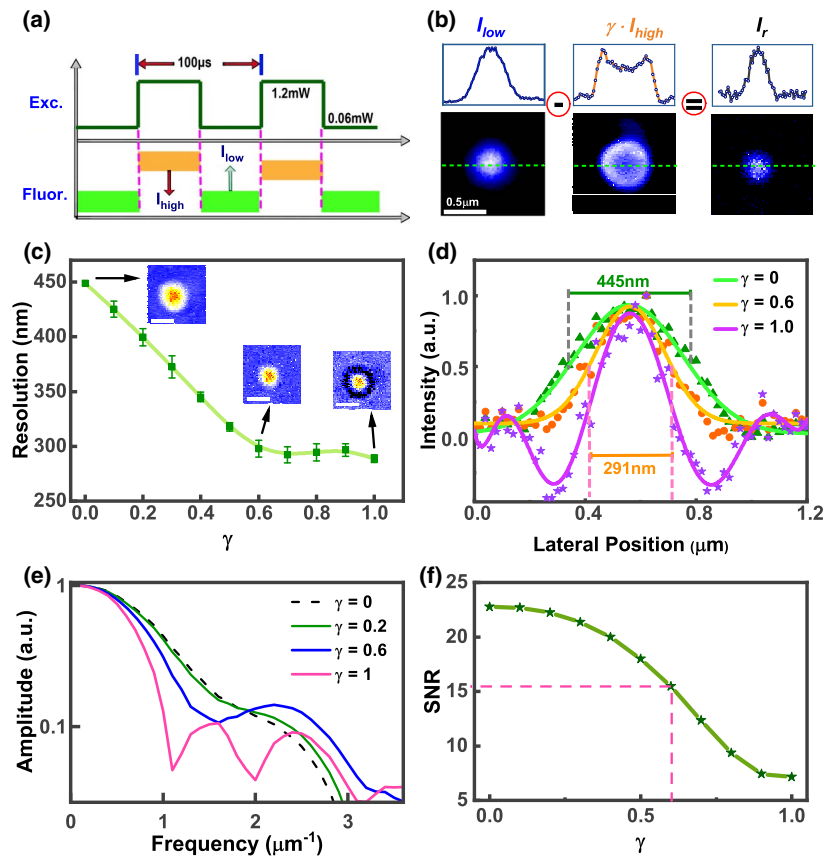 (a)
100μs
Exc.
1.2mW
0.06mW
I_low
Fluor.
I_high
(b)
I_low
γ · I_high
I_r
-
=
0.5μm
(c)
Resolution (nm)
450
400
350
300
250
0.0
0.2
0.4
0.6
0.8
1.0
γ
(d)
445nm
γ = 0
γ = 0.6
γ = 1.0
Intensity (a.u.)
1.0
0.5
0.0
291nm
0.0
0.4
0.8
1.2
Lateral Position (μm)
(e)
1
0.1
Amplitude (a.u.)
γ = 0
γ = 0.2
γ = 0.6
γ = 1
0
1
2
3
Frequency (μm⁻¹)
(f)
25
20
15
10
5
SNR
0.0
0.5
1.0
γ